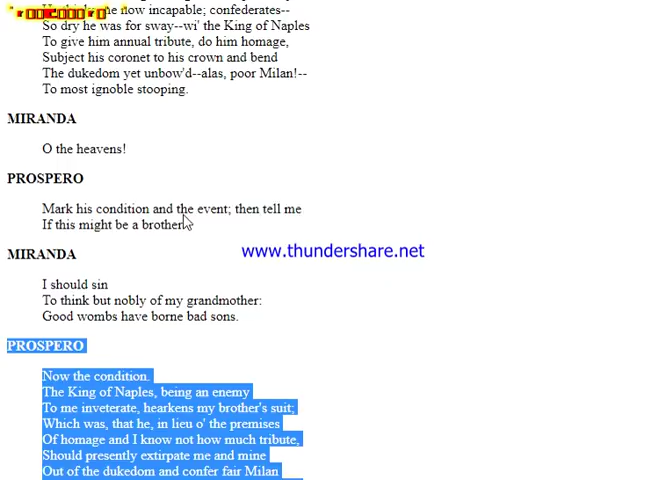 now incapable; confederates--
So dry he was for sway--wi' the King of Naples
To give him annual tribute, do him homage,
Subject his coronet to his crown and bend
The dukedom yet unbow'd--alas, poor Milan!--
To most ignoble stooping.
MIRANDA
O the heavens!
PROSPERO
Mark his condition and the event; then tell me
If this might be a brother.
www.thundershare.net
MIRANDA
I should sin
To think but nobly of my grandmother:
Good wombs have borne bad sons.
PROSPERO
Now the condition.
The King of Naples, being an enemy
To me inveterate, hearkens my brother's suit;
Which was, that he, in lieu o' the premises
Of homage and I know not how much tribute,
Should presently extirpate me and mine
Out of the dukedom and confer fair Milan